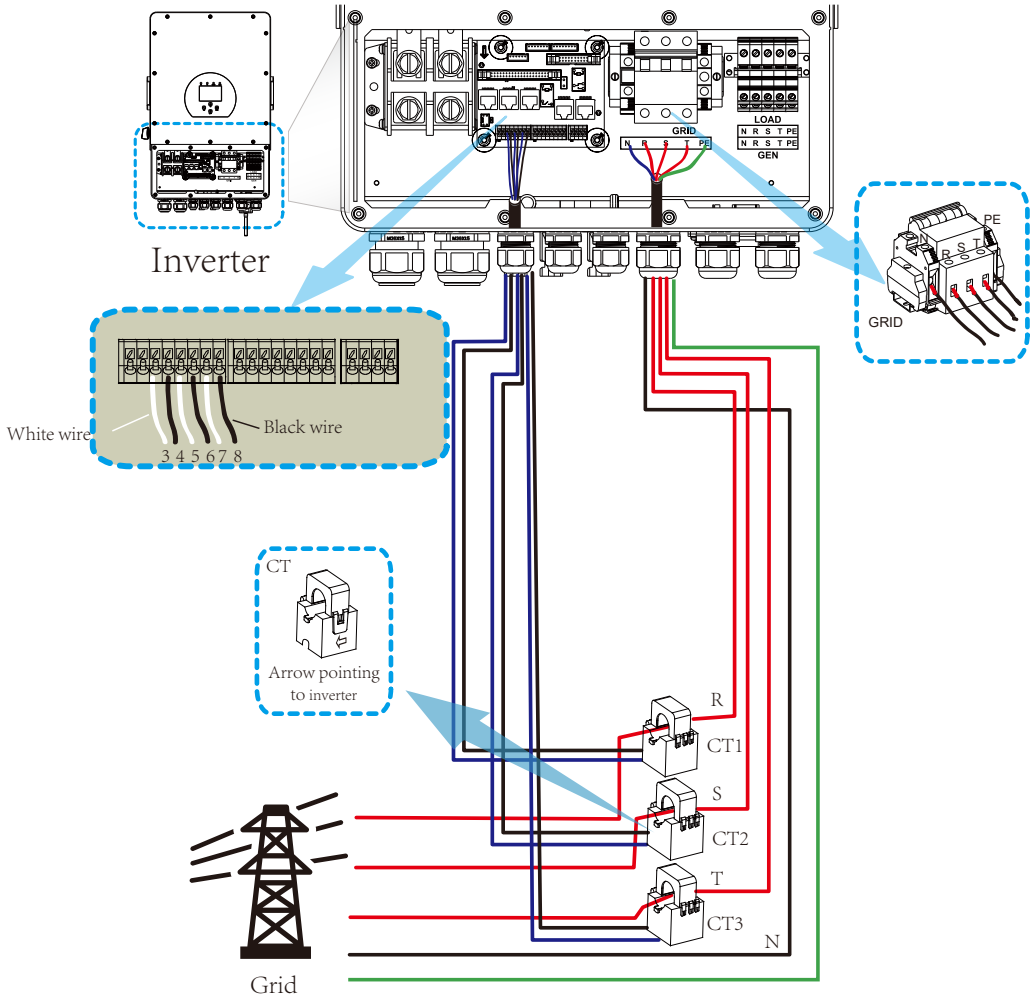 Inverter
LOAD
N R S T PE
N R S T PE
GEN
GRID
N R S T PE
PE
N
R S T
GRID
White wire
Black wire
3 4 5 6 7 8
CT
Arrow pointing
to inverter
R
CT1
S
CT2
T
CT3
N
Grid